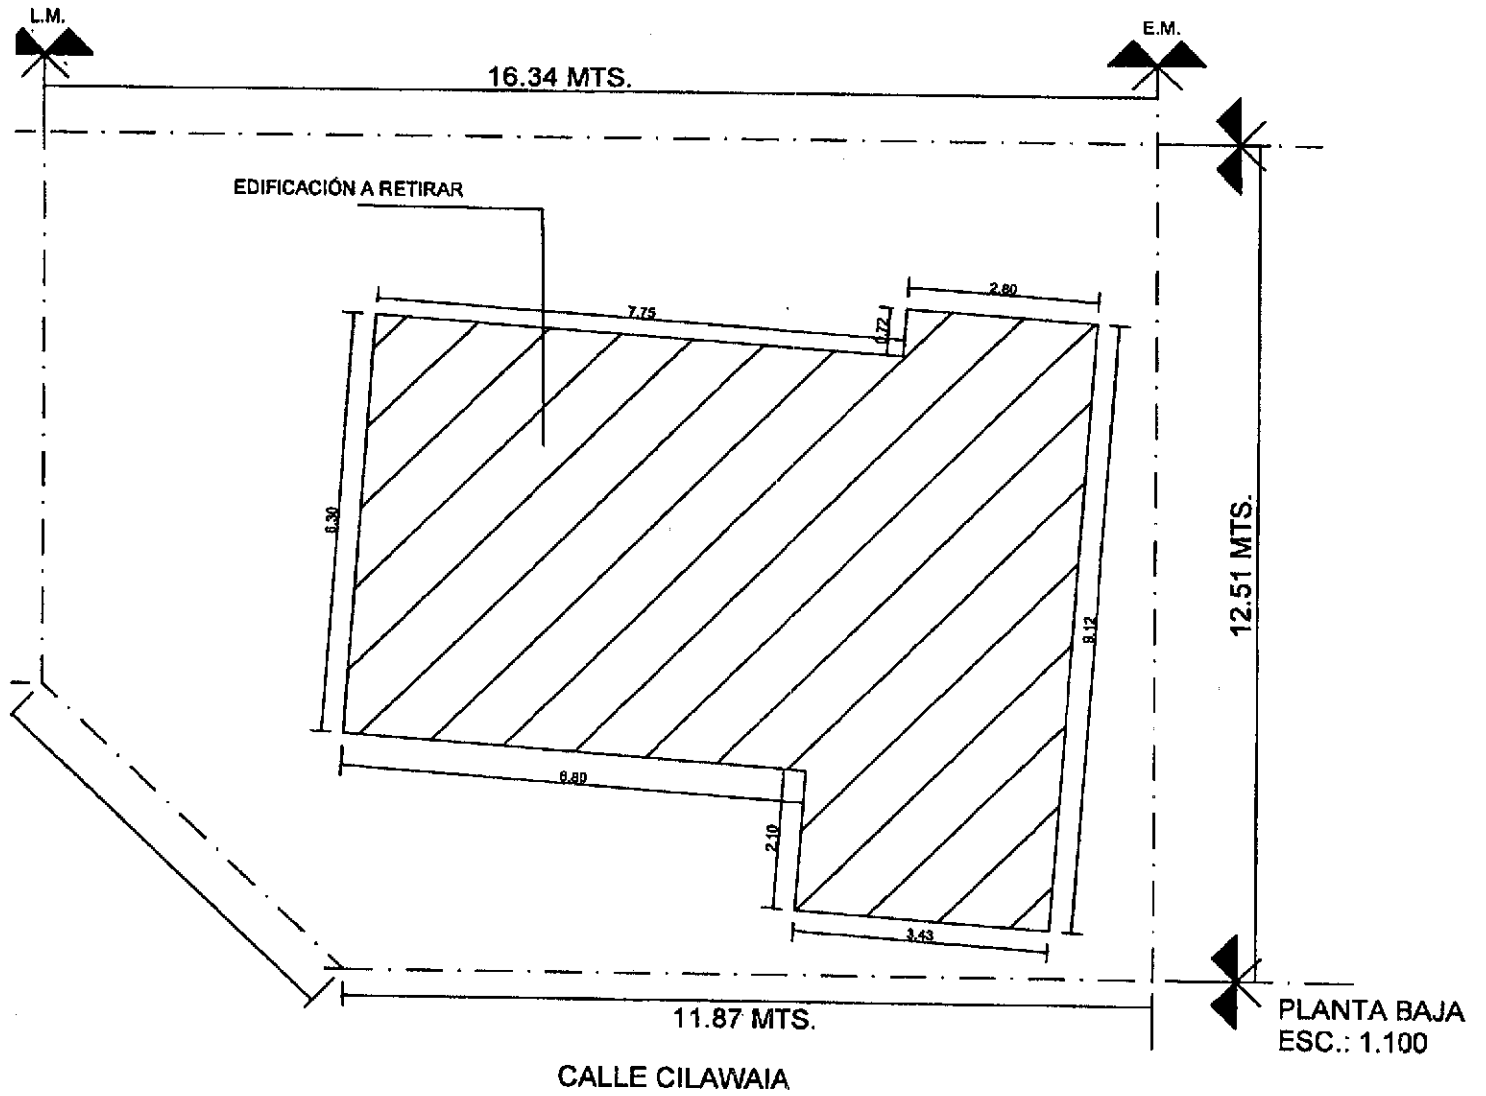 L.M.
E.M.
16.34 MTS.
EDIFICACIÓN A RETIRAR
2.80
7.75
0.72
6.30
12.51 MTS.
9.12
6.80
2.10
3.43
11.87 MTS.
PLANTA BAJA
ESC.: 1.100
CALLE CILAWAIA